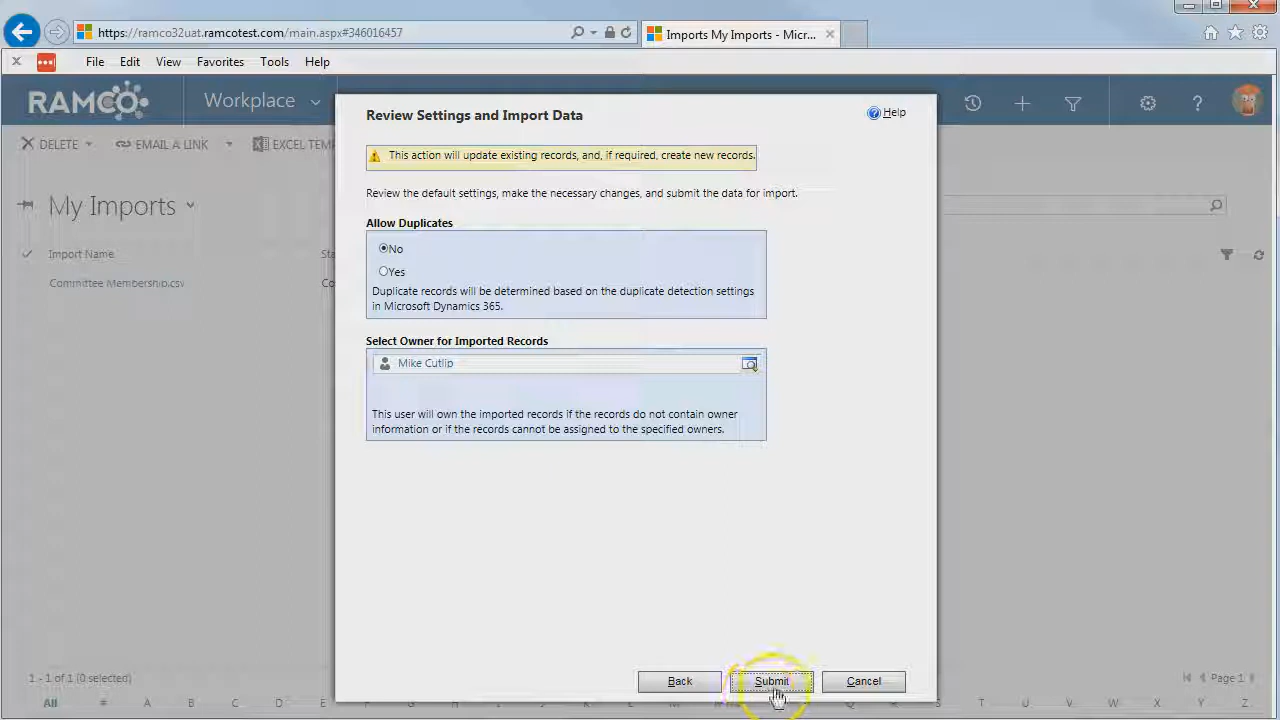 https://ramco32uat.ramcotest.com/main.aspx#346016457
Imports My Imports - Micr...
File Edit View Favorites Tools Help
RAMCO
Workplace
DELETE
EMAIL A LINK
EXCEL TEM
My Imports
Import Name
Sta
Committee Membership.csv
Co
Review Settings and Import Data
Help
This action will update existing records, and, if required, create new records.
Review the default settings, make the necessary changes, and submit the data for import.
Allow Duplicates
No
Yes
Duplicate records will be determined based on the duplicate detection settings
in Microsoft Dynamics 365.
Select Owner for Imported Records
Mike Cutlip
This user will own the imported records if the records do not contain owner
information or if the records cannot be assigned to the specified owners.
Back Submit Cancel
1 - 1 of 1 (0 selected)
Page 1
All # A B C D E F G H I J K L M Q R S T U V W X Y Z